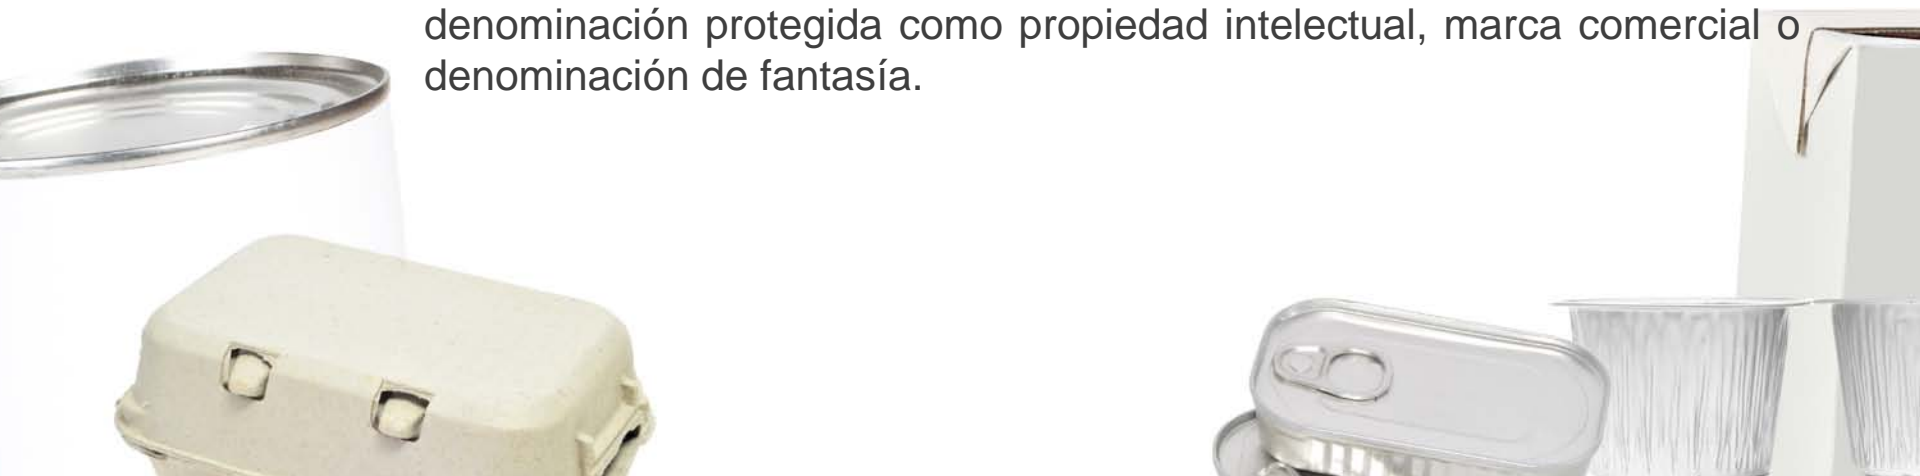 denominación protegida como propiedad intelectual, marca comercial o
denominación de fantasía.